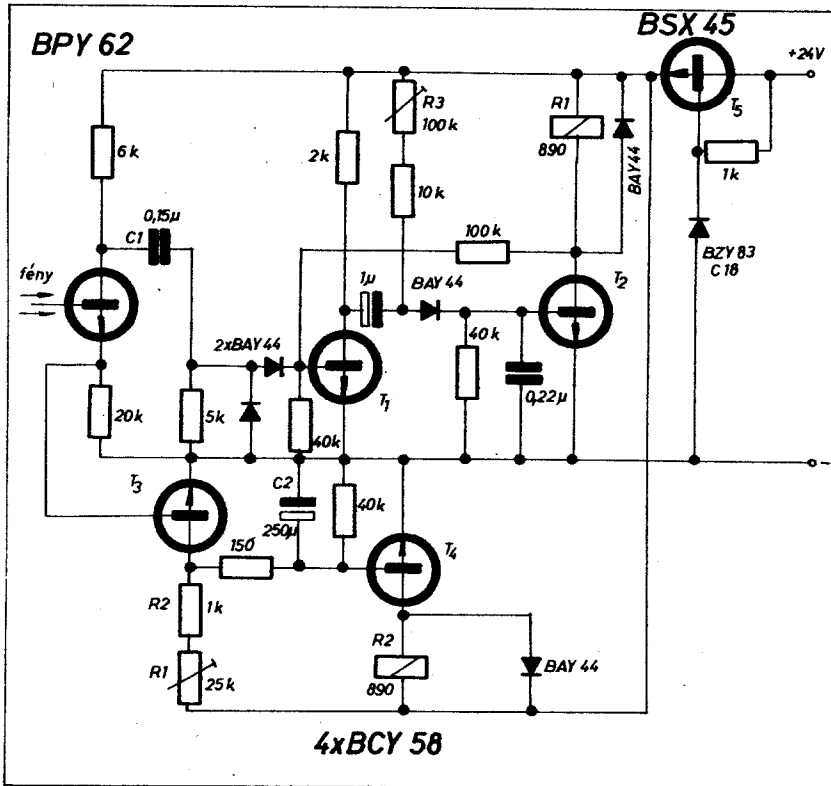 BPY 62
BSX 45
+24V
T5
R3
100k
R1
890
BAY44
6k
2k
1k
10k
0,15µ
C1
100k
BZY 83
C18
fény
1µ
BAY 44
T2
2xBAY 44
40k
T1
0,22µ
20k
5k
40k
-
T3
C2
40k
250µ
T4
150
R2
1k
R2
R1
25k
890
BAY 44
4xBCY 58